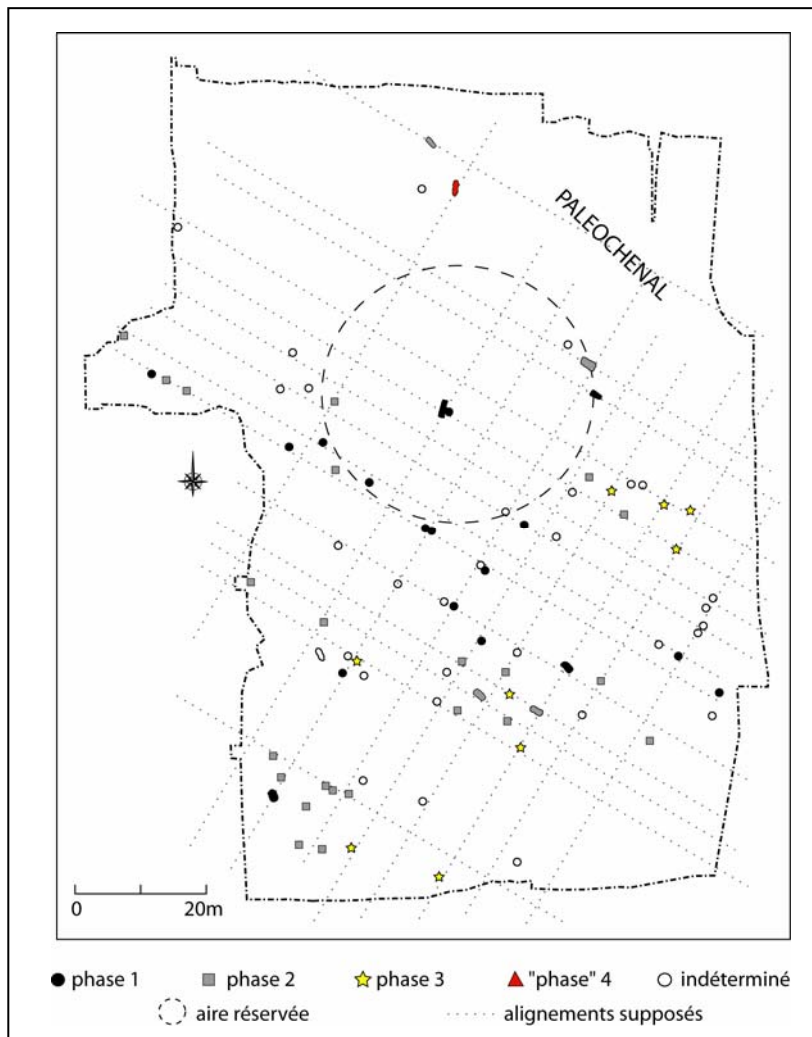 PALEOCHENAL
0 20m
phase 1 phase 2 phase 3 "phase" 4 indéterminé
aire réservée alignements supposés